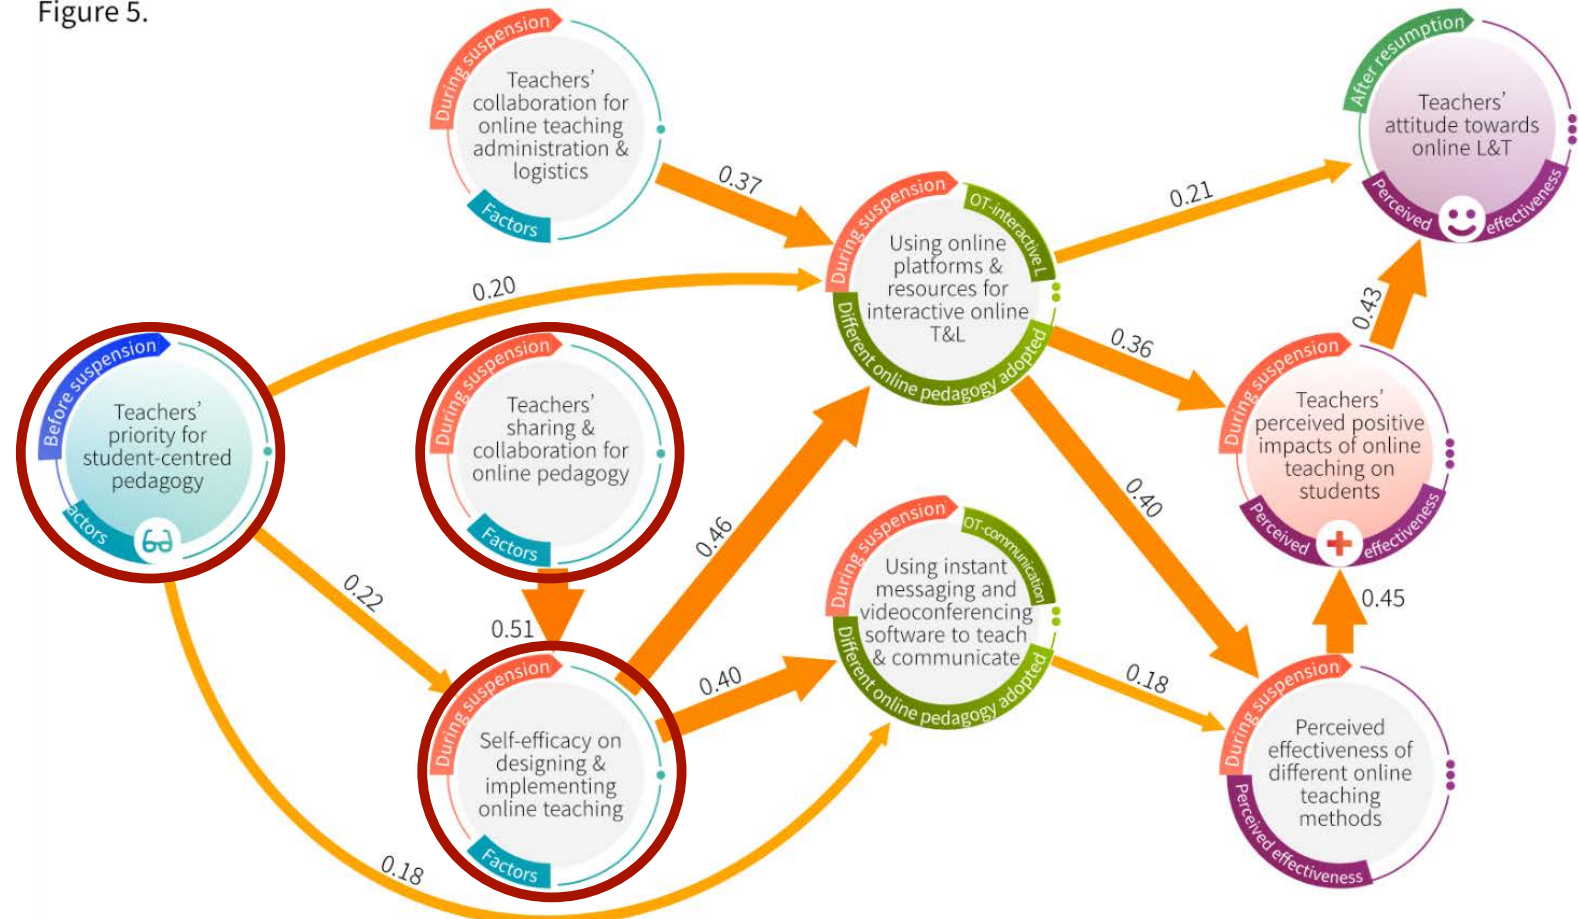 Figure 5.
During suspension
Teachers'
collaboration for
online teaching
administration &
logistics
Factors
After resumption
Teachers'
attitude towards
online L&T
Perceived effectiveness
0.37
0.21
During suspension
OT-interactive L
Using online
platforms &
resources for
interactive online
T&L
Different online pedagogy adopted
0.20
0.43
0.36
Before suspension
Teachers'
priority for
student-centred
pedagogy
actors
During suspension
Teachers'
sharing &
collaboration for
online pedagogy
Factors
During suspension
Teachers'
perceived positive
impacts of online
teaching on
students
Perceived effectiveness
0.46
0.40
0.22
0.51
0.45
During suspension
OT-communication
Using instant
messaging and
videoconferencing
software to teach
& communicate
Different online pedagogy adopted
0.40
0.18
During suspension
Self-efficacy on
designing &
implementing
online teaching
Factors
During suspension
Perceived
effectiveness of
different online
teaching
methods
Perceived effectiveness
0.18